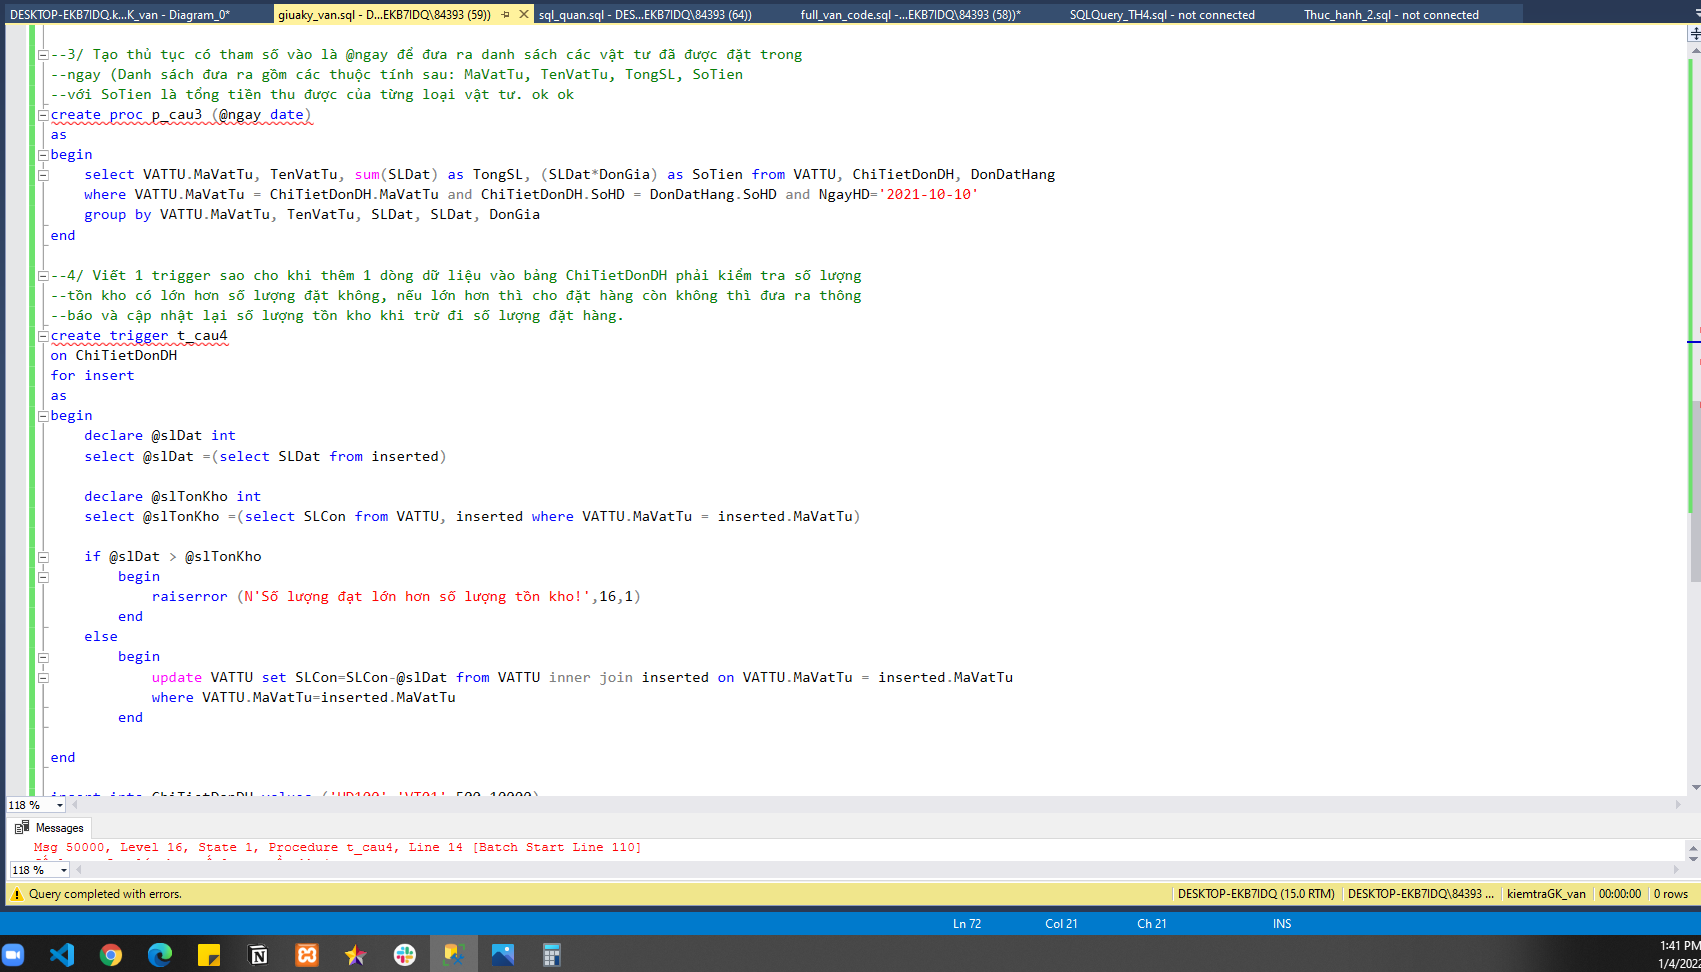 DESKTOP-EKB7IDQ.k...K_van - Diagram_0*
giuaky_van.sql - D...EKB7IDQ\84393 (59))
sql_quan.sql - DES...EKB7IDQ\84393 (64))
full_van_code.sql -...EKB7IDQ\84393 (58))*
SQLQuery_TH4.sql - not connected
Thuc_hanh_2.sql - not connected
--3/ Tạo thủ tục có tham số vào là @ngay để đưa ra danh sách các vật tư đã được đặt trong
--ngay (Danh sách đưa ra gồm các thuộc tính sau: MaVatTu, TenVatTu, TongSL, SoTien
--với SoTien là tổng tiền thu được của từng loại vật tư. ok ok
create proc p_cau3 (@ngay date)
as
begin
select VATTU.MaVatTu, TenVatTu, sum(SLDat) as TongSL, (SLDat*DonGia) as SoTien from VATTU, ChiTietDonDH, DonDatHang
where VATTU.MaVatTu = ChiTietDonDH.MaVatTu and ChiTietDonDH.SoHD = DonDatHang.SoHD and NgayHD='2021-10-10'
group by VATTU.MaVatTu, TenVatTu, SLDat, SLDat, DonGia
end
--4/ Viết 1 trigger sao cho khi thêm 1 dòng dữ liệu vào bảng ChiTietDonDH phải kiểm tra số lượng
--tồn kho có lớn hơn số lượng đặt không, nếu lớn hơn thì cho đặt hàng còn không thì đưa ra thông
--báo và cập nhật lại số lượng tồn kho khi trừ đi số lượng đặt hàng.
create trigger t_cau4
on ChiTietDonDH
for insert
as
begin
declare @slDat int
select @slDat =(select SLDat from inserted)
declare @slTonKho int
select @slTonKho =(select SLCon from VATTU, inserted where VATTU.MaVatTu = inserted.MaVatTu)
if @slDat > @slTonKho
begin
raiserror (N'Số lượng đạt lớn hơn số lượng tồn kho!',16,1)
end
else
begin
update VATTU set SLCon=SLCon-@slDat from VATTU inner join inserted on VATTU.MaVatTu = inserted.MaVatTu
where VATTU.MaVatTu=inserted.MaVatTu
end
end
insert into ChiTietDonDH values ('HD100','VT01',500,10000)
118 %
Messages
Msg 50000, Level 16, State 1, Procedure t_cau4, Line 14 [Batch Start Line 110]
118 %
Query completed with errors.
DESKTOP-EKB7IDQ (15.0 RTM)
DESKTOP-EKB7IDQ\84393 ...
kiemtraGK_van
00:00:00
0 rows
Ln 72
Col 21
Ch 21
INS
1:41 PM
1/4/2022